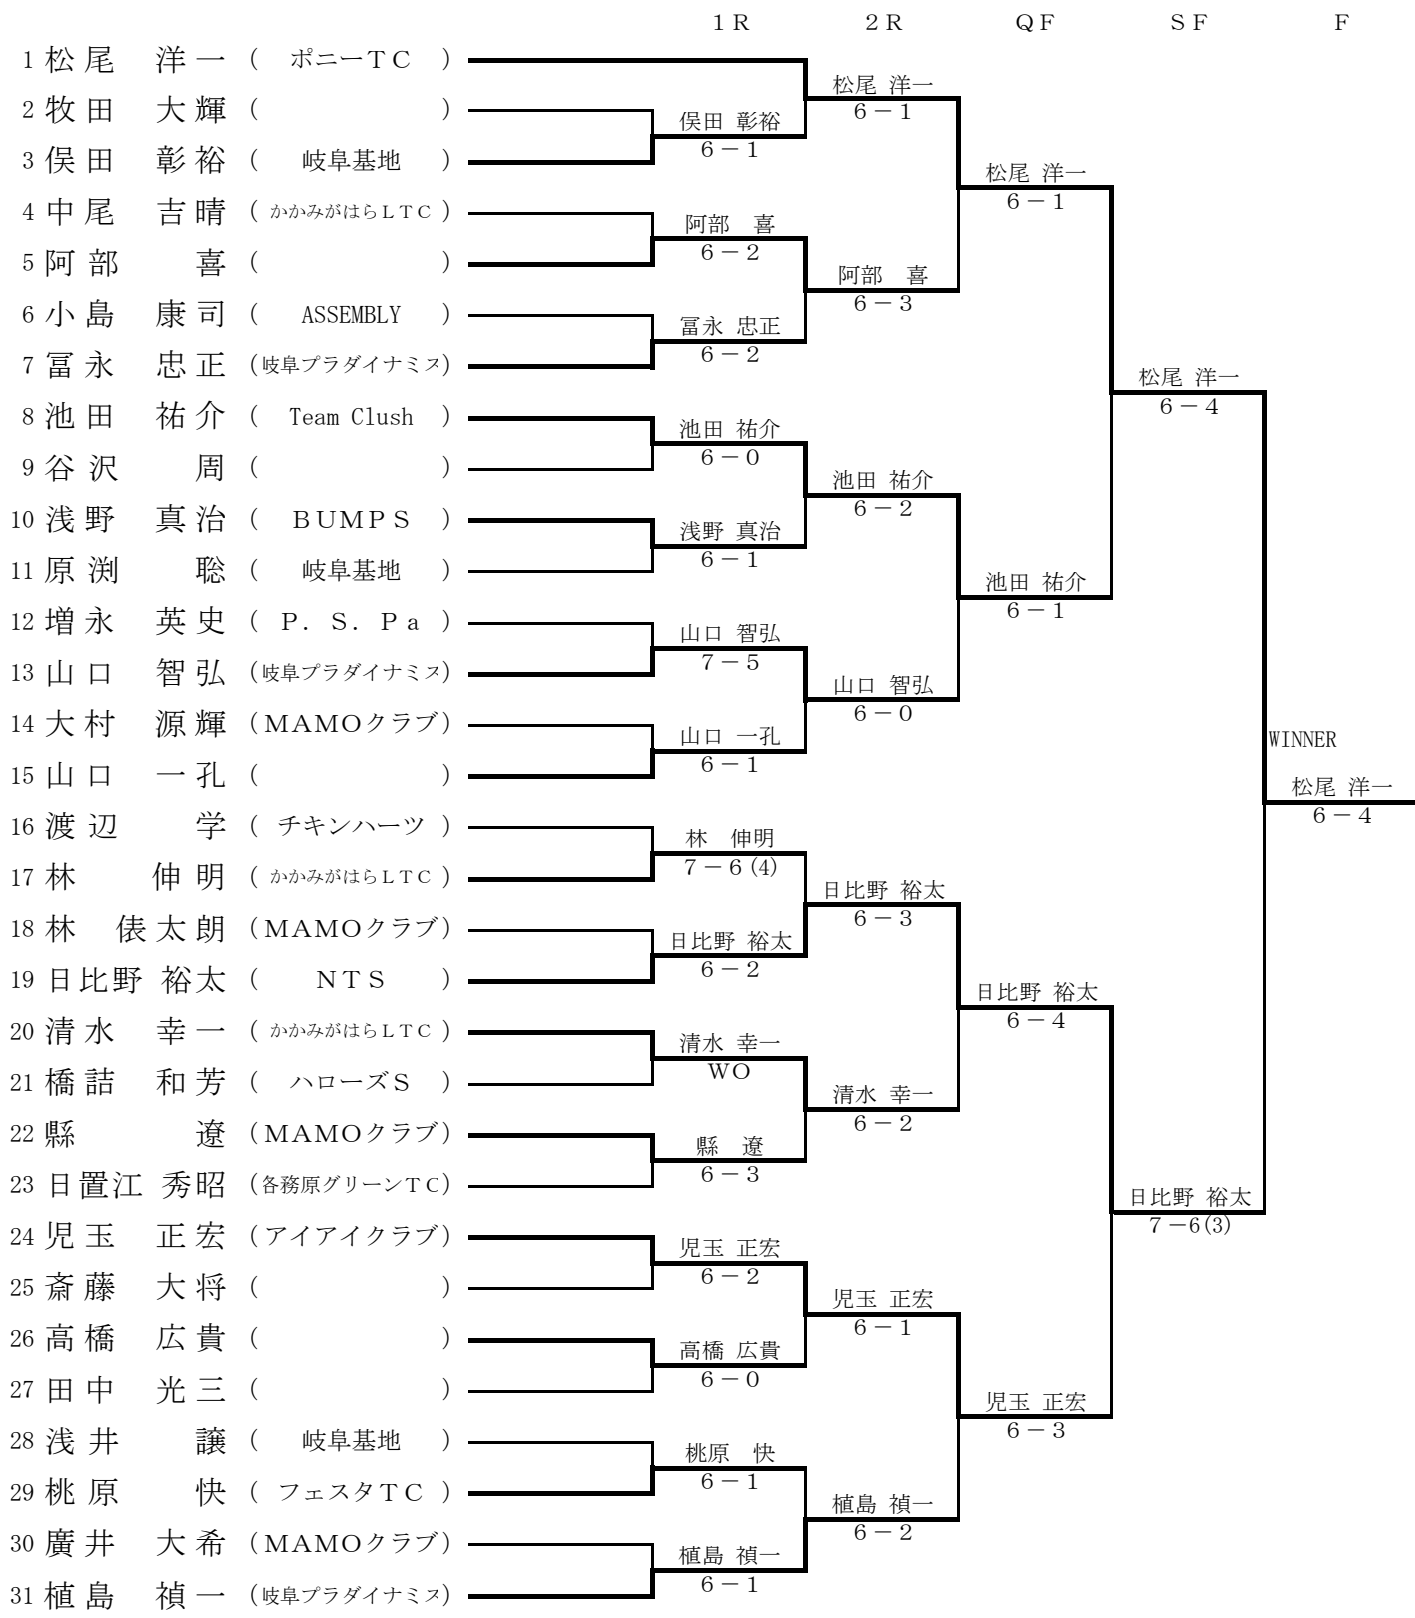 1R 2R QF SF F
1 松尾 洋一 ( ポニーTC )
松尾 洋一
6-1
2 牧田 大輝 ( )
俣田 彰裕
6-1
3 俣田 彰裕 ( 岐阜基地 )
松尾 洋一
6-1
4 中尾 吉晴 ( かかみがはらLTC )
阿部 喜
6-2
5 阿部 喜 ( )
阿部 喜
6-3
6 小島 康司 ( ASSEMBLY )
冨永 忠正
6-2
7 冨永 忠正 (岐阜プラダイナミス)
松尾 洋一
6-4
8 池田 祐介 ( Team Clush )
池田 祐介
6-0
9 谷沢 周 ( )
池田 祐介
6-2
10 浅野 真治 ( BUMPS )
浅野 真治
6-1
11 原渕 聡 ( 岐阜基地 )
池田 祐介
6-1
12 増永 英史 ( P. S. Pa )
山口 智弘
7-5
13 山口 智弘 (岐阜プラダイナミス)
山口 智弘
6-0
14 大村 源輝 (MAMOクラブ)
山口 一孔
6-1
WINNER
15 山口 一孔 ( )
松尾 洋一
6-4
16 渡辺 学 ( チキンハーツ )
林 伸明
7-6(4)
17 林 伸明 ( かかみがはらLTC )
日比野 裕太
6-3
18 林 俵太朗 (MAMOクラブ)
日比野 裕太
6-2
19 日比野 裕太 ( NTS )
日比野 裕太
6-4
20 清水 幸一 ( かかみがはらLTC )
清水 幸一
WO
21 橋詰 和芳 ( ハローズS )
清水 幸一
6-2
22 縣 遼 (MAMOクラブ)
縣 遼
6-3
23 日置江 秀昭 (各務原グリーンTC)
日比野 裕太
7-6(3)
24 児玉 正宏 (アイアイクラブ)
児玉 正宏
6-2
25 斎藤 大将 ( )
児玉 正宏
6-1
26 高橋 広貴 ( )
高橋 広貴
6-0
27 田中 光三 ( )
児玉 正宏
6-3
28 浅井 譲 ( 岐阜基地 )
桃原 快
6-1
29 桃原 快 ( フェスタTC )
植島 禎一
6-2
30 廣井 大希 (MAMOクラブ)
植島 禎一
6-1
31 植島 禎一 (岐阜プラダイナミス)